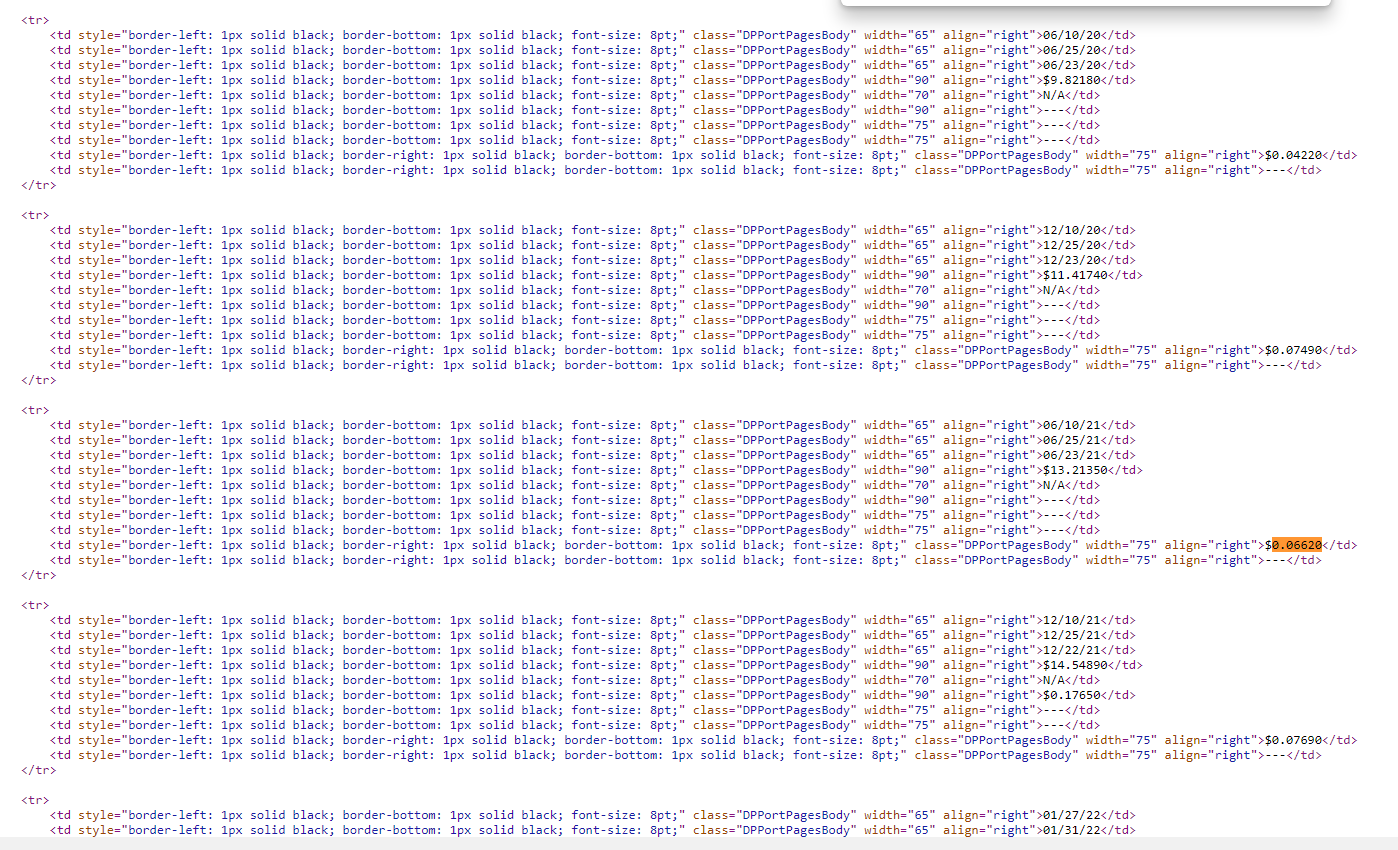 <tr>
<td style="border-left: 1px solid black; border-bottom: 1px solid black; font-size: 8pt;" class="DPPortPagesBody" width="65" align="right">06/10/20</td>
<td style="border-left: 1px solid black; border-bottom: 1px solid black; font-size: 8pt;" class="DPPortPagesBody" width="65" align="right">06/25/20</td>
<td style="border-left: 1px solid black; border-bottom: 1px solid black; font-size: 8pt;" class="DPPortPagesBody" width="65" align="right">06/23/20</td>
<td style="border-left: 1px solid black; border-bottom: 1px solid black; font-size: 8pt;" class="DPPortPagesBody" width="90" align="right">$9.82180</td>
<td style="border-left: 1px solid black; border-bottom: 1px solid black; font-size: 8pt;" class="DPPortPagesBody" width="70" align="right">N/A</td>
<td style="border-left: 1px solid black; border-bottom: 1px solid black; font-size: 8pt;" class="DPPortPagesBody" width="90" align="right">---</td>
<td style="border-left: 1px solid black; border-bottom: 1px solid black; font-size: 8pt;" class="DPPortPagesBody" width="75" align="right">---</td>
<td style="border-left: 1px solid black; border-bottom: 1px solid black; font-size: 8pt;" class="DPPortPagesBody" width="75" align="right">---</td>
<td style="border-left: 1px solid black; border-right: 1px solid black; border-bottom: 1px solid black; font-size: 8pt;" class="DPPortPagesBody" width="75" align="right">$0.04220</td>
<td style="border-left: 1px solid black; border-right: 1px solid black; border-bottom: 1px solid black; font-size: 8pt;" class="DPPortPagesBody" width="75" align="right">---</td>
</tr>
<tr>
<td style="border-left: 1px solid black; border-bottom: 1px solid black; font-size: 8pt;" class="DPPortPagesBody" width="65" align="right">12/10/20</td>
<td style="border-left: 1px solid black; border-bottom: 1px solid black; font-size: 8pt;" class="DPPortPagesBody" width="65" align="right">12/25/20</td>
<td style="border-left: 1px solid black; border-bottom: 1px solid black; font-size: 8pt;" class="DPPortPagesBody" width="65" align="right">12/23/20</td>
<td style="border-left: 1px solid black; border-bottom: 1px solid black; font-size: 8pt;" class="DPPortPagesBody" width="90" align="right">$11.41740</td>
<td style="border-left: 1px solid black; border-bottom: 1px solid black; font-size: 8pt;" class="DPPortPagesBody" width="70" align="right">N/A</td>
<td style="border-left: 1px solid black; border-bottom: 1px solid black; font-size: 8pt;" class="DPPortPagesBody" width="90" align="right">---</td>
<td style="border-left: 1px solid black; border-bottom: 1px solid black; font-size: 8pt;" class="DPPortPagesBody" width="75" align="right">---</td>
<td style="border-left: 1px solid black; border-bottom: 1px solid black; font-size: 8pt;" class="DPPortPagesBody" width="75" align="right">---</td>
<td style="border-left: 1px solid black; border-right: 1px solid black; border-bottom: 1px solid black; font-size: 8pt;" class="DPPortPagesBody" width="75" align="right">$0.07490</td>
<td style="border-left: 1px solid black; border-right: 1px solid black; border-bottom: 1px solid black; font-size: 8pt;" class="DPPortPagesBody" width="75" align="right">---</td>
</tr>
<tr>
<td style="border-left: 1px solid black; border-bottom: 1px solid black; font-size: 8pt;" class="DPPortPagesBody" width="65" align="right">06/10/21</td>
<td style="border-left: 1px solid black; border-bottom: 1px solid black; font-size: 8pt;" class="DPPortPagesBody" width="65" align="right">06/25/21</td>
<td style="border-left: 1px solid black; border-bottom: 1px solid black; font-size: 8pt;" class="DPPortPagesBody" width="65" align="right">06/23/21</td>
<td style="border-left: 1px solid black; border-bottom: 1px solid black; font-size: 8pt;" class="DPPortPagesBody" width="90" align="right">$13.21350</td>
<td style="border-left: 1px solid black; border-bottom: 1px solid black; font-size: 8pt;" class="DPPortPagesBody" width="70" align="right">N/A</td>
<td style="border-left: 1px solid black; border-bottom: 1px solid black; font-size: 8pt;" class="DPPortPagesBody" width="90" align="right">---</td>
<td style="border-left: 1px solid black; border-bottom: 1px solid black; font-size: 8pt;" class="DPPortPagesBody" width="75" align="right">---</td>
<td style="border-left: 1px solid black; border-bottom: 1px solid black; font-size: 8pt;" class="DPPortPagesBody" width="75" align="right">---</td>
<td style="border-left: 1px solid black; border-right: 1px solid black; border-bottom: 1px solid black; font-size: 8pt;" class="DPPortPagesBody" width="75" align="right">$0.06620</td>
<td style="border-left: 1px solid black; border-right: 1px solid black; border-bottom: 1px solid black; font-size: 8pt;" class="DPPortPagesBody" width="75" align="right">---</td>
</tr>
<tr>
<td style="border-left: 1px solid black; border-bottom: 1px solid black; font-size: 8pt;" class="DPPortPagesBody" width="65" align="right">12/10/21</td>
<td style="border-left: 1px solid black; border-bottom: 1px solid black; font-size: 8pt;" class="DPPortPagesBody" width="65" align="right">12/25/21</td>
<td style="border-left: 1px solid black; border-bottom: 1px solid black; font-size: 8pt;" class="DPPortPagesBody" width="65" align="right">12/22/21</td>
<td style="border-left: 1px solid black; border-bottom: 1px solid black; font-size: 8pt;" class="DPPortPagesBody" width="90" align="right">$14.54890</td>
<td style="border-left: 1px solid black; border-bottom: 1px solid black; font-size: 8pt;" class="DPPortPagesBody" width="70" align="right">N/A</td>
<td style="border-left: 1px solid black; border-bottom: 1px solid black; font-size: 8pt;" class="DPPortPagesBody" width="90" align="right">$0.17650</td>
<td style="border-left: 1px solid black; border-bottom: 1px solid black; font-size: 8pt;" class="DPPortPagesBody" width="75" align="right">---</td>
<td style="border-left: 1px solid black; border-bottom: 1px solid black; font-size: 8pt;" class="DPPortPagesBody" width="75" align="right">---</td>
<td style="border-left: 1px solid black; border-right: 1px solid black; border-bottom: 1px solid black; font-size: 8pt;" class="DPPortPagesBody" width="75" align="right">$0.07690</td>
<td style="border-left: 1px solid black; border-right: 1px solid black; border-bottom: 1px solid black; font-size: 8pt;" class="DPPortPagesBody" width="75" align="right">---</td>
</tr>
<tr>
<td style="border-left: 1px solid black; border-bottom: 1px solid black; font-size: 8pt;" class="DPPortPagesBody" width="65" align="right">01/27/22</td>
<td style="border-left: 1px solid black; border-bottom: 1px solid black; font-size: 8pt;" class="DPPortPagesBody" width="65" align="right">01/31/22</td>